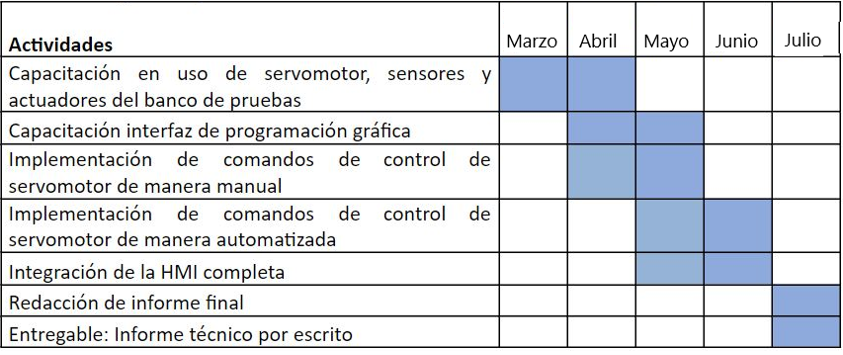 Actividades Marzo Abril Mayo Junio Julio
Capacitación en uso de servomotor, sensores y
actuadores del banco de pruebas
Capacitación interfaz de programación gráfica
Implementación de comandos de control de
servomotor de manera manual
Implementación de comandos de control de
servomotor de manera automatizada
Integración de la HMI completa
Redacción de informe final
Entregable: Informe técnico por escrito